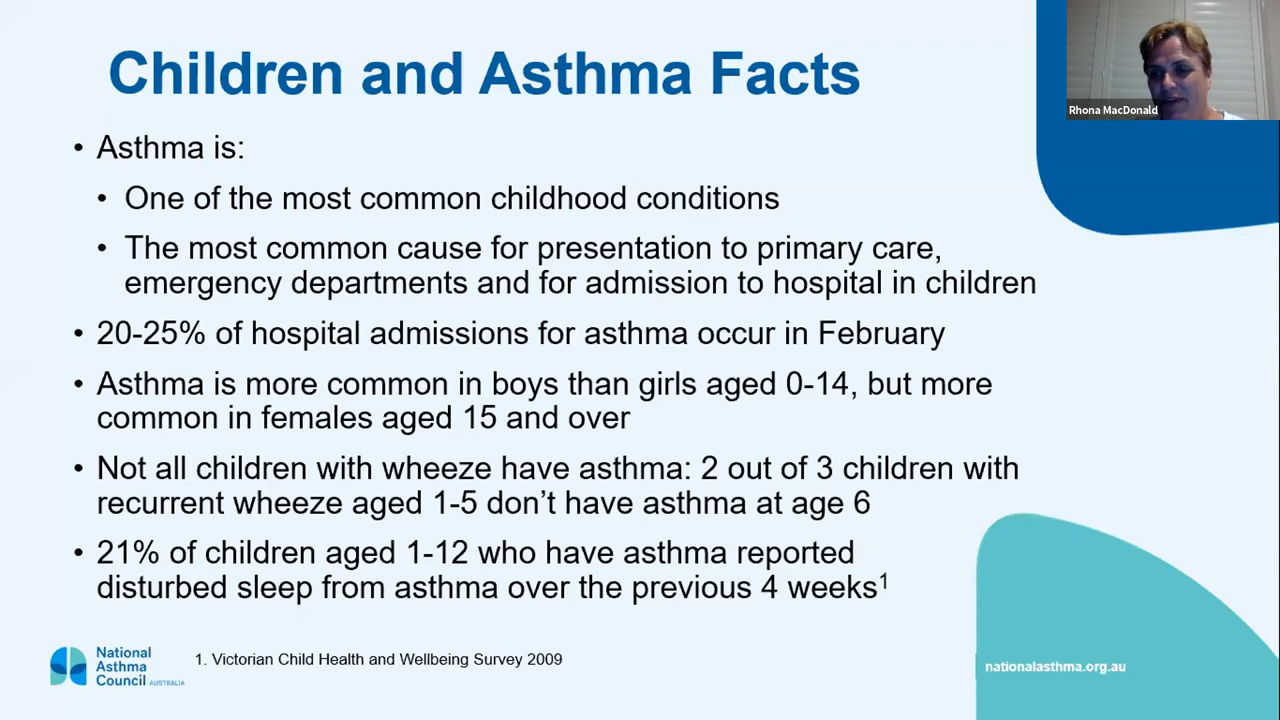 Children and Asthma Facts
Rhona MacDonald
• Asthma is:
• One of the most common childhood conditions
• The most common cause for presentation to primary care,
emergency departments and for admission to hospital in children
• 20-25% of hospital admissions for asthma occur in February
• Asthma is more common in boys than girls aged 0-14, but more
common in females aged 15 and over
• Not all children with wheeze have asthma: 2 out of 3 children with
recurrent wheeze aged 1-5 don’t have asthma at age 6
• 21% of children aged 1-12 who have asthma reported
disturbed sleep from asthma over the previous 4 weeks¹
National
Asthma
Council AUSTRALIA
1. Victorian Child Health and Wellbeing Survey 2009
nationalasthma.org.au